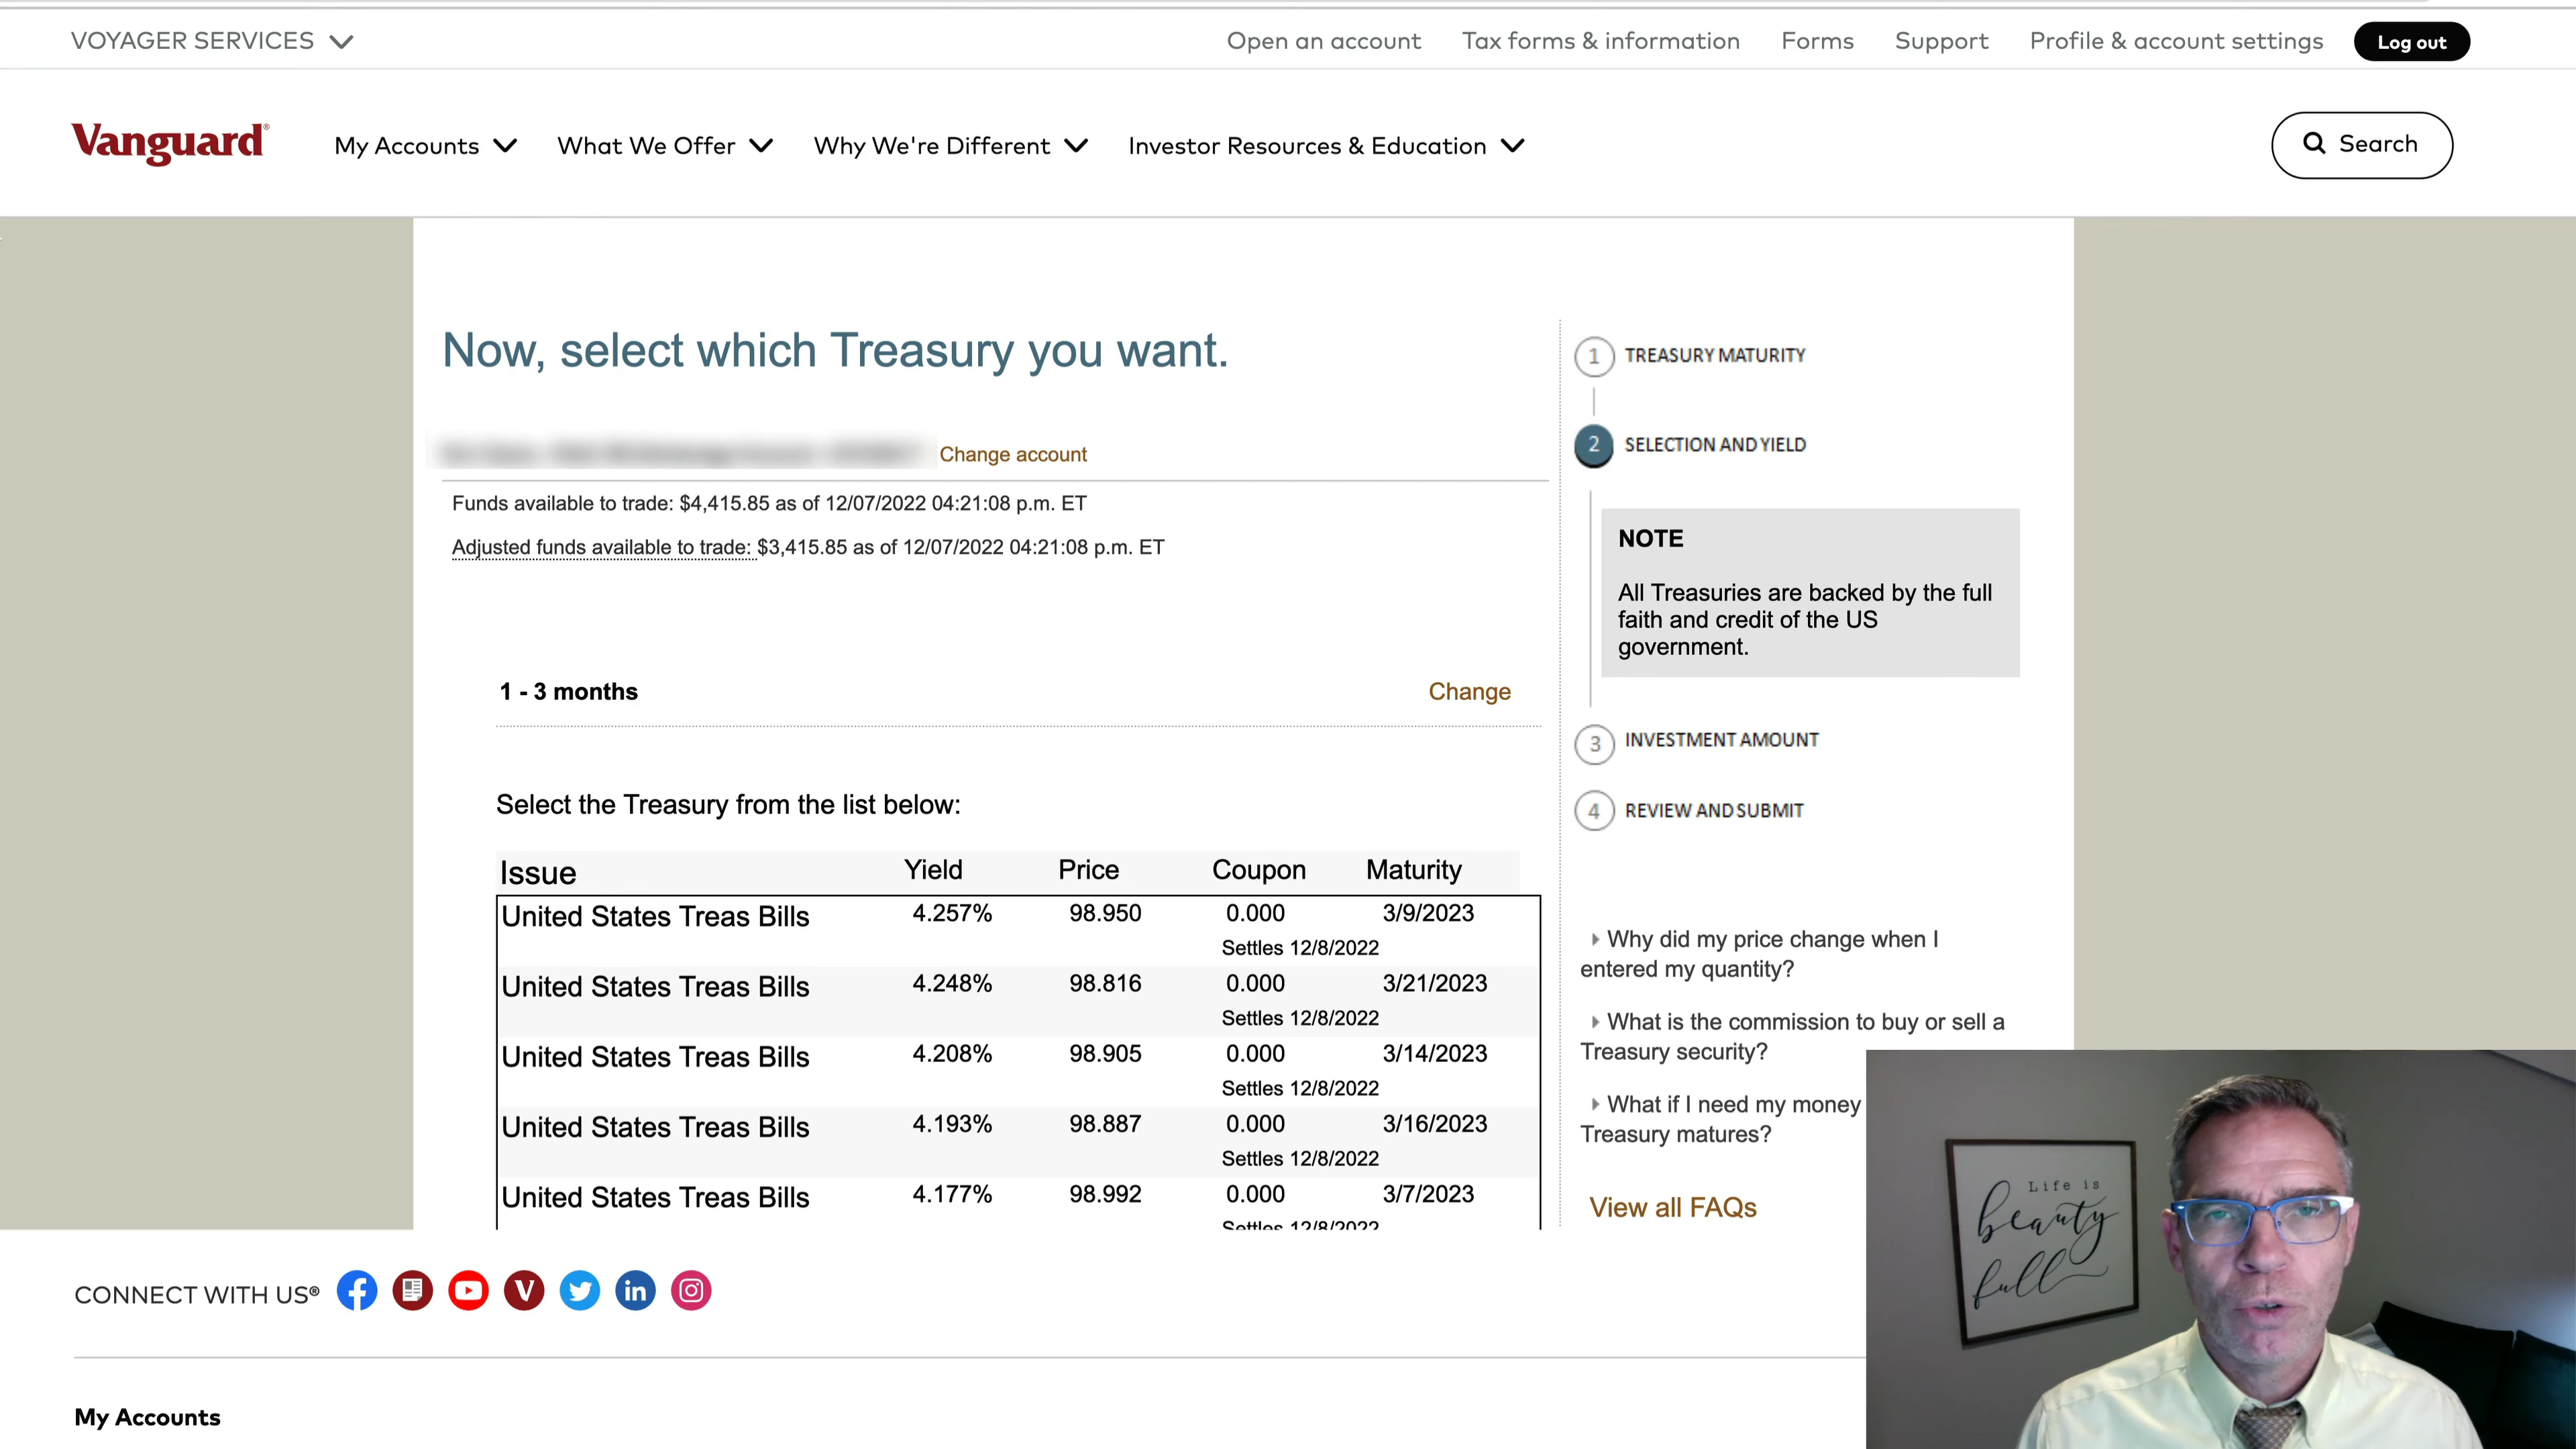 VOYAGER SERVICES
Open an account
Tax forms & information
Forms
Support
Profile & account settings
Log out
Vanguard®
My Accounts
What We Offer
Why We're Different
Investor Resources & Education
Search
Now, select which Treasury you want.
Change account
Funds available to trade: $4,415.85 as of 12/07/2022 04:21:08 p.m. ET
Adjusted funds available to trade: $3,415.85 as of 12/07/2022 04:21:08 p.m. ET
1 - 3 months
Change
Select the Treasury from the list below:
Issue Yield Price Coupon Maturity
United States Treas Bills 4.257% 98.950 0.000 3/9/2023
Settles 12/8/2022
United States Treas Bills 4.248% 98.816 0.000 3/21/2023
Settles 12/8/2022
United States Treas Bills 4.208% 98.905 0.000 3/14/2023
Settles 12/8/2022
United States Treas Bills 4.193% 98.887 0.000 3/16/2023
Settles 12/8/2022
United States Treas Bills 4.177% 98.992 0.000 3/7/2023
Settles 12/8/2022
1 TREASURY MATURITY
2 SELECTION AND YIELD
NOTE
All Treasuries are backed by the full
faith and credit of the US
government.
3 INVESTMENT AMOUNT
4 REVIEW AND SUBMIT
Why did my price change when I
entered my quantity?
What is the commission to buy or sell a
Treasury security?
What if I need my money
Treasury matures?
View all FAQs
CONNECT WITH US®
My Accounts
Life is
beauty
full